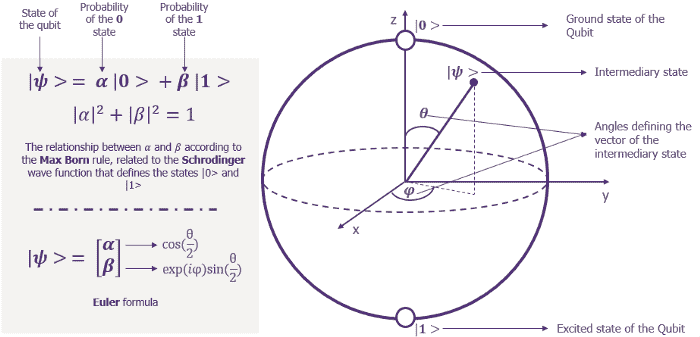 State of
the qubit
Probability
of the 0
state
Probability
of the 1
state
|ψ >= α|0 > + β|1 >
|α|² + |β|² = 1
The relationship between α and β according to
the Max Born rule, related to the Schrodinger
wave function that defines the states |0> and
|1>
|ψ >= [α β]
cos(θ/2)
exp(iφ)sin(θ/2)
Euler formula
z
|0 >
Ground state of the
Qubit
|ψ >
Intermediary state
θ
Angles defining the
vector of the
intermediary state
φ
y
x
|1 >
Excited state of the Qubit